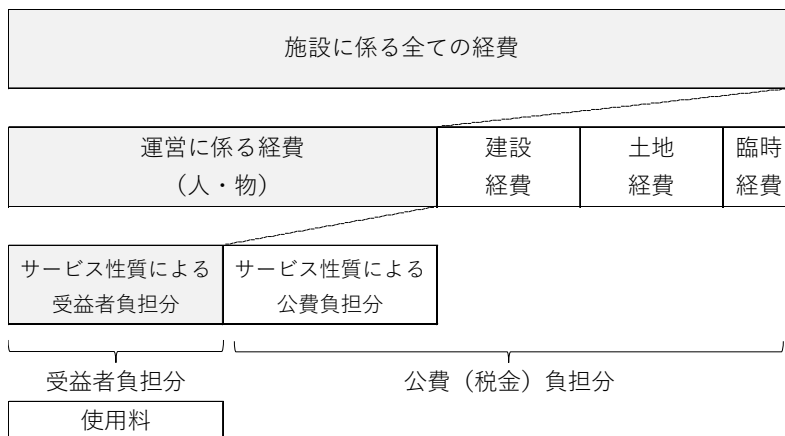 施設に係る全ての経費
運営に係る経費
（人・物）
建設
経費
土地
経費
臨時
経費
サービス性質による
受益者負担分
サービス性質による
公費負担分
受益者負担分
公費（税金）負担分
使用料